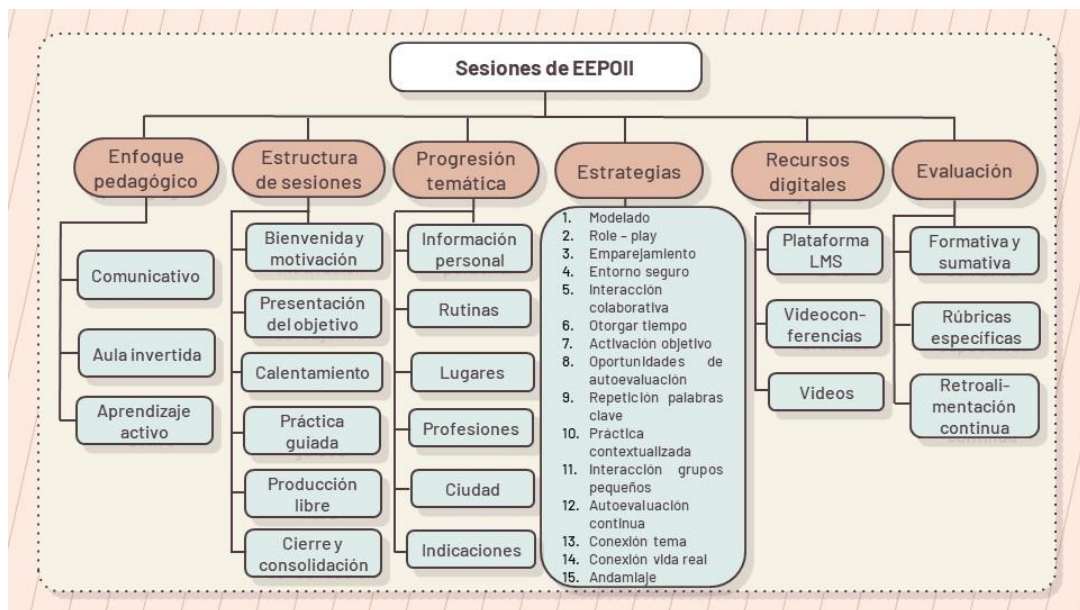 Sesiones de EEPOII
Enfoque
pedagógico
Comunicativo
Aula invertida
Aprendizaje
activo
Estructura
de sesiones
Bienvenida y
motivación
Presentación
del objetivo
Calentamiento
Práctica
guiada
Producción
libre
Cierre y
consolidación
Progresión
temática
Información
personal
Rutinas
Lugares
Profesiones
Ciudad
Indicaciones
Estrategias
1. Modelado
2. Role – play
3. Emparejamiento
4. Entorno seguro
5. Interacción
colaborativa
6. Otorgar tiempo
7. Activación objetivo
8. Oportunidades de
autoevaluación
9. Repetición palabras
clave
10. Práctica
contextualizada
11. Interacción grupos
pequeños
12. Autoevaluación
continua
13. Conexión tema
14. Conexión vida real
15. Andamiaje
Recursos
digitales
Plataforma
LMS
Videocon-
ferencias
Videos
Evaluación
Formativa y
sumativa
Rúbricas
específicas
Retroali-
mentación
continua